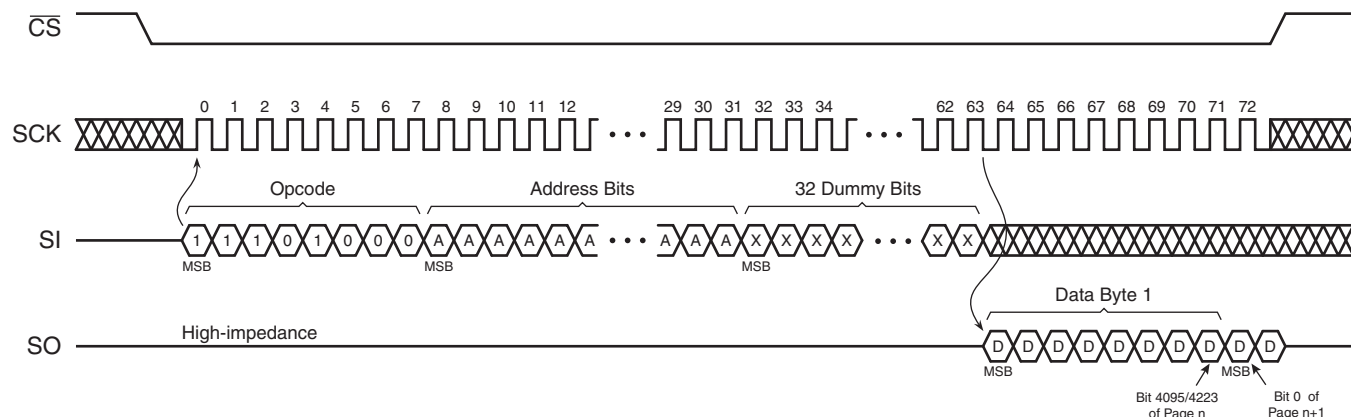 CS
0 1 2 3 4 5 6 7 8 9 10 11 12 29 30 31 32 33 34 62 63 64 65 66 67 68 69 70 71 72
SCK
Opcode Address Bits 32 Dummy Bits
SI 1 1 1 0 1 0 0 0 A A A A A A A A A X X X X X X
MSB MSB MSB
Data Byte 1
High-impedance
SO D D D D D D D D D D
MSB MSB
Bit 4095/4223 Bit 0 of
of Page n Page n+1